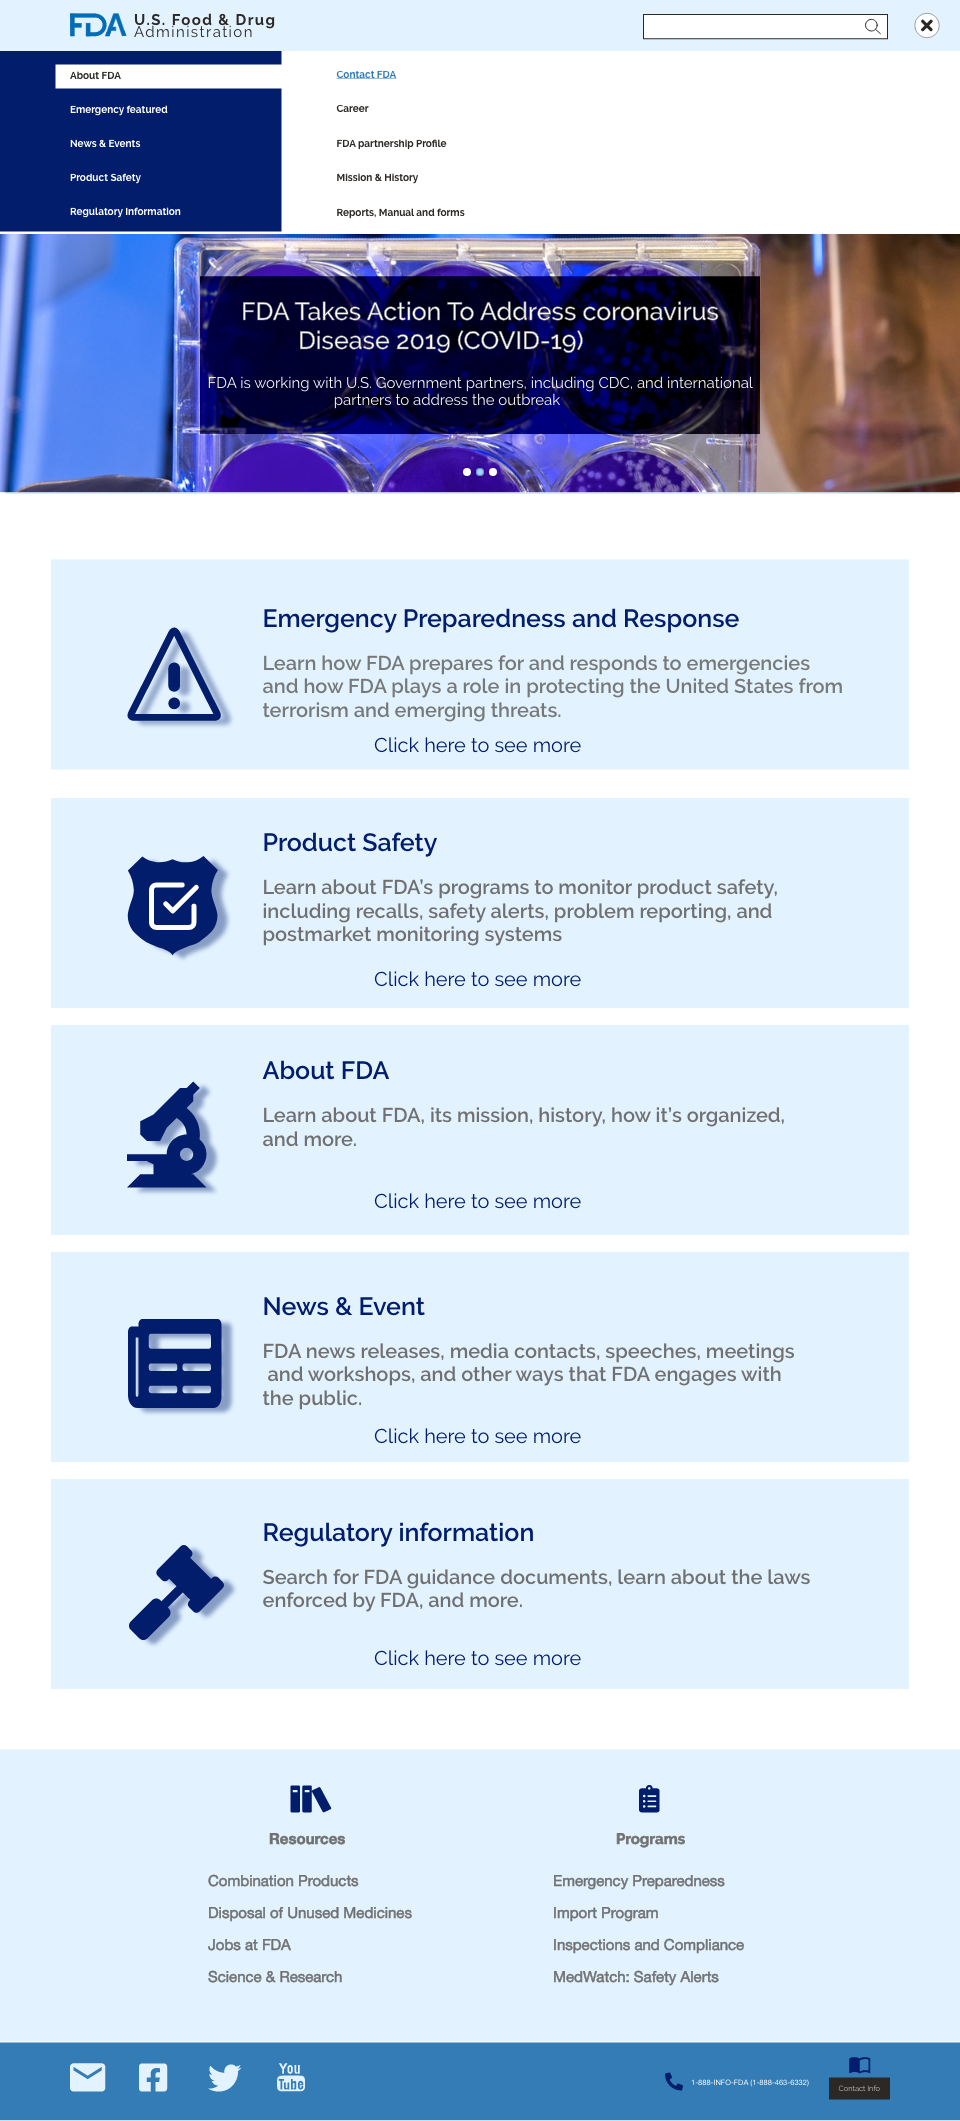 FDA U.S. Food & Drug
Administration
About FDA
Emergency featured
News & Events
Product Safety
Regulatory Information
Contact FDA
Career
FDA partnership Profile
Mission & History
Reports, Manual and forms
FDA Takes Action To Address coronavirus
Disease 2019 (COVID-19)
FDA is working with U.S. Government partners, including CDC, and international
partners to address the outbreak
Emergency Preparedness and Response
Learn how FDA prepares for and responds to emergencies
and how FDA plays a role in protecting the United States from
terrorism and emerging threats.
Click here to see more
Product Safety
Learn about FDA’s programs to monitor product safety,
including recalls, safety alerts, problem reporting, and
postmarket monitoring systems
Click here to see more
About FDA
Learn about FDA, its mission, history, how it’s organized,
and more.
Click here to see more
News & Event
FDA news releases, media contacts, speeches, meetings
and workshops, and other ways that FDA engages with
the public.
Click here to see more
Regulatory information
Search for FDA guidance documents, learn about the laws
enforced by FDA, and more.
Click here to see more
Resources
Combination Products
Disposal of Unused Medicines
Jobs at FDA
Science & Research
Programs
Emergency Preparedness
Import Program
Inspections and Compliance
MedWatch: Safety Alerts
You
Tube
1-888-INFO-FDA (1-888-463-6332)
Contact Info